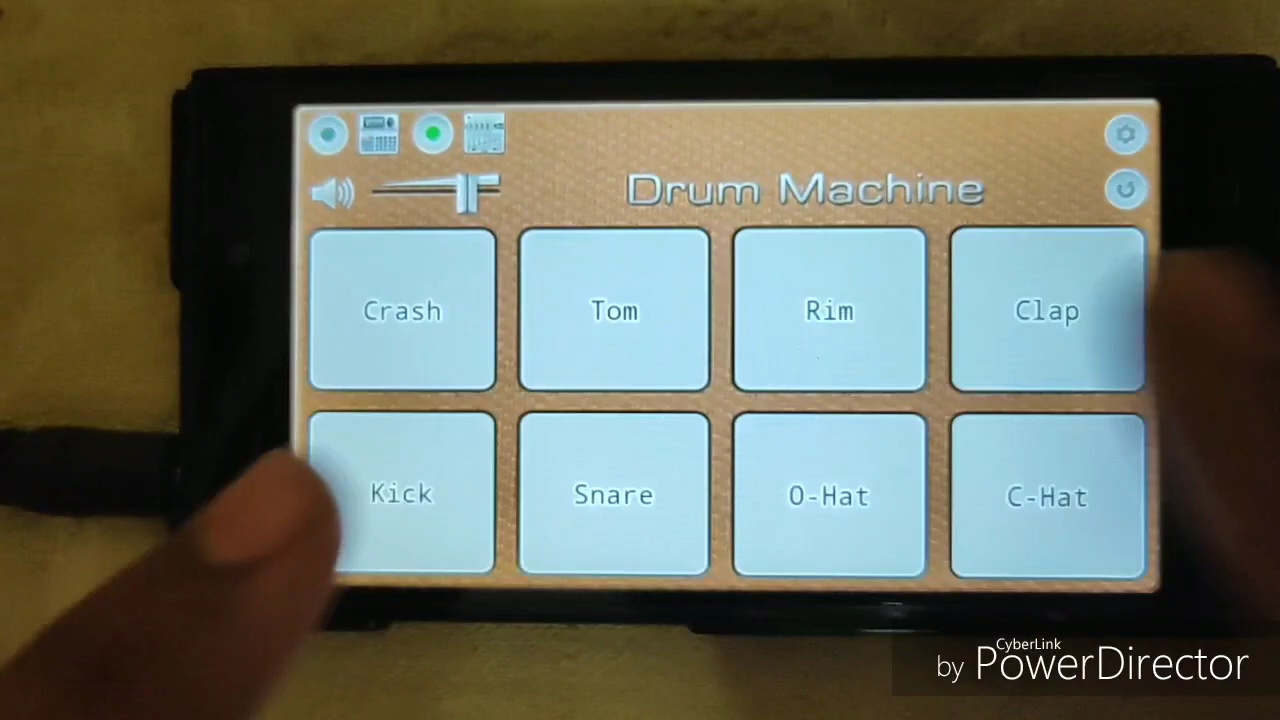 Drum Machine
Crash Tom Rim Clap
Kick Snare O-Hat C-Hat
CyberLink
by PowerDirector